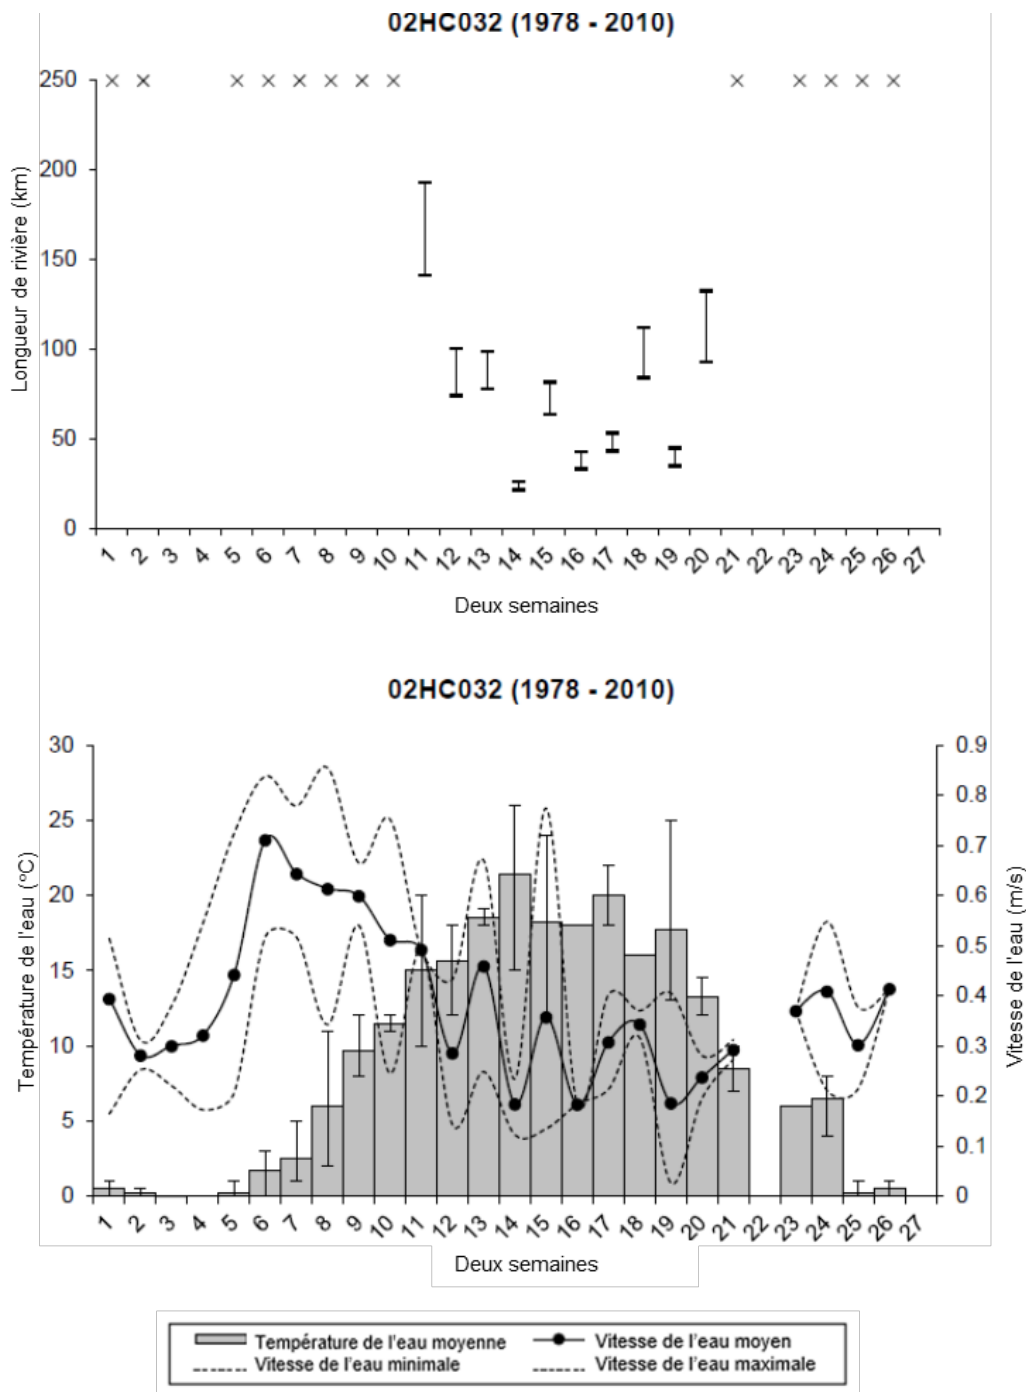 02HC032 (1978 - 2010)
Longueur de rivière (km)
250
200
150
100
50
0
1 2 3 4 5 6 7 8 9 10 11 12 13 14 15 16 17 18 19 20 21 22 23 24 25 26 27
Deux semaines
02HC032 (1978 - 2010)
Température de l'eau (°C)
30
25
20
15
10
5
0
Vitesse de l'eau (m/s)
0.9
0.8
0.7
0.6
0.5
0.4
0.3
0.2
0.1
0
1 2 3 4 5 6 7 8 9 10 11 12 13 14 15 16 17 18 19 20 21 22 23 24 25 26 27
Deux semaines
Température de l'eau moyenne Vitesse de l'eau moyen
Vitesse de l'eau minimale Vitesse de l'eau maximale